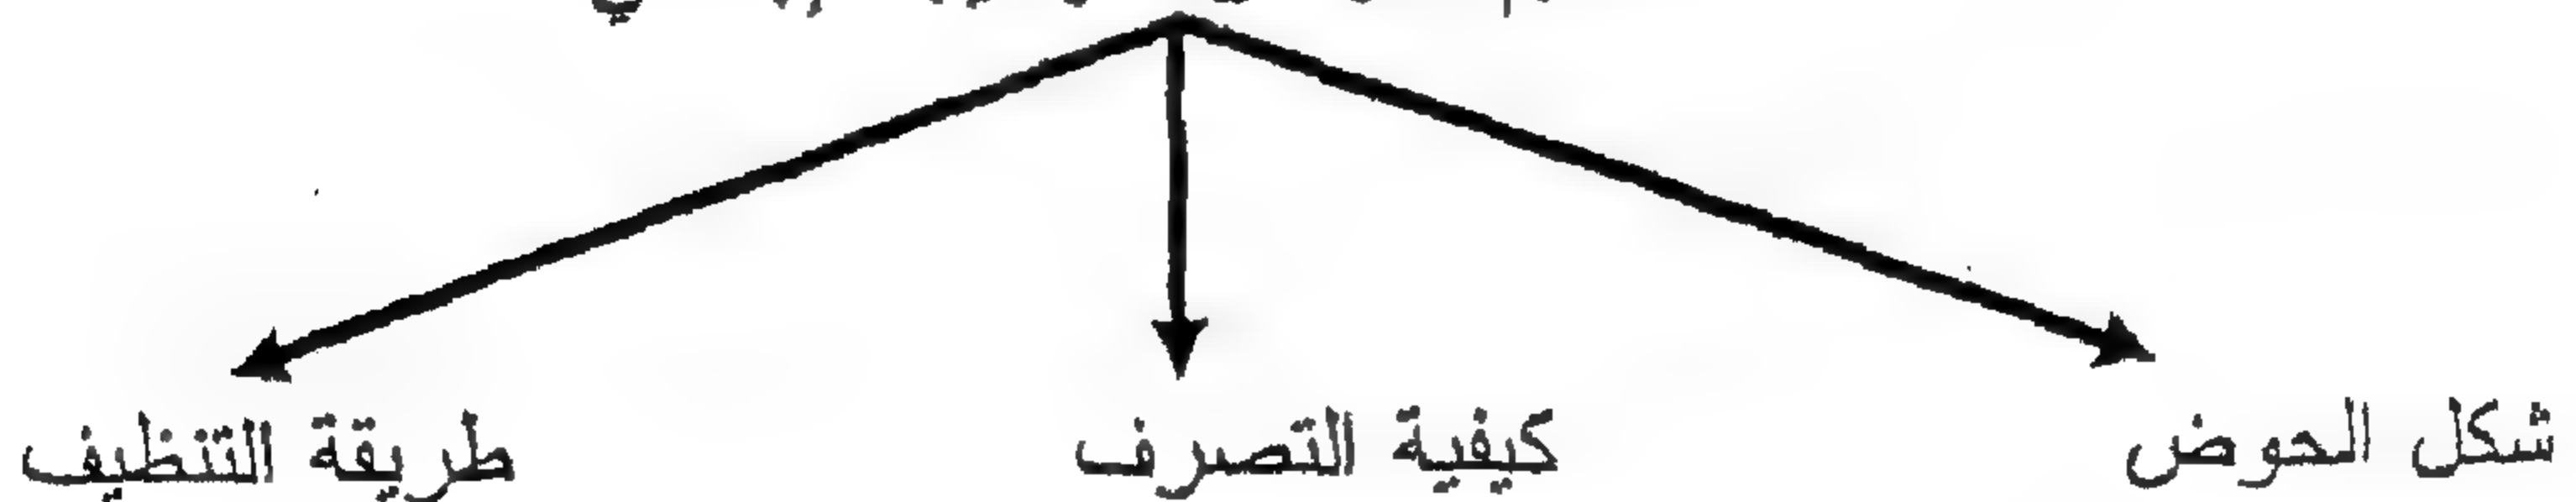 شكل الحوض
كيفية التصرف
طريقة التنظيف